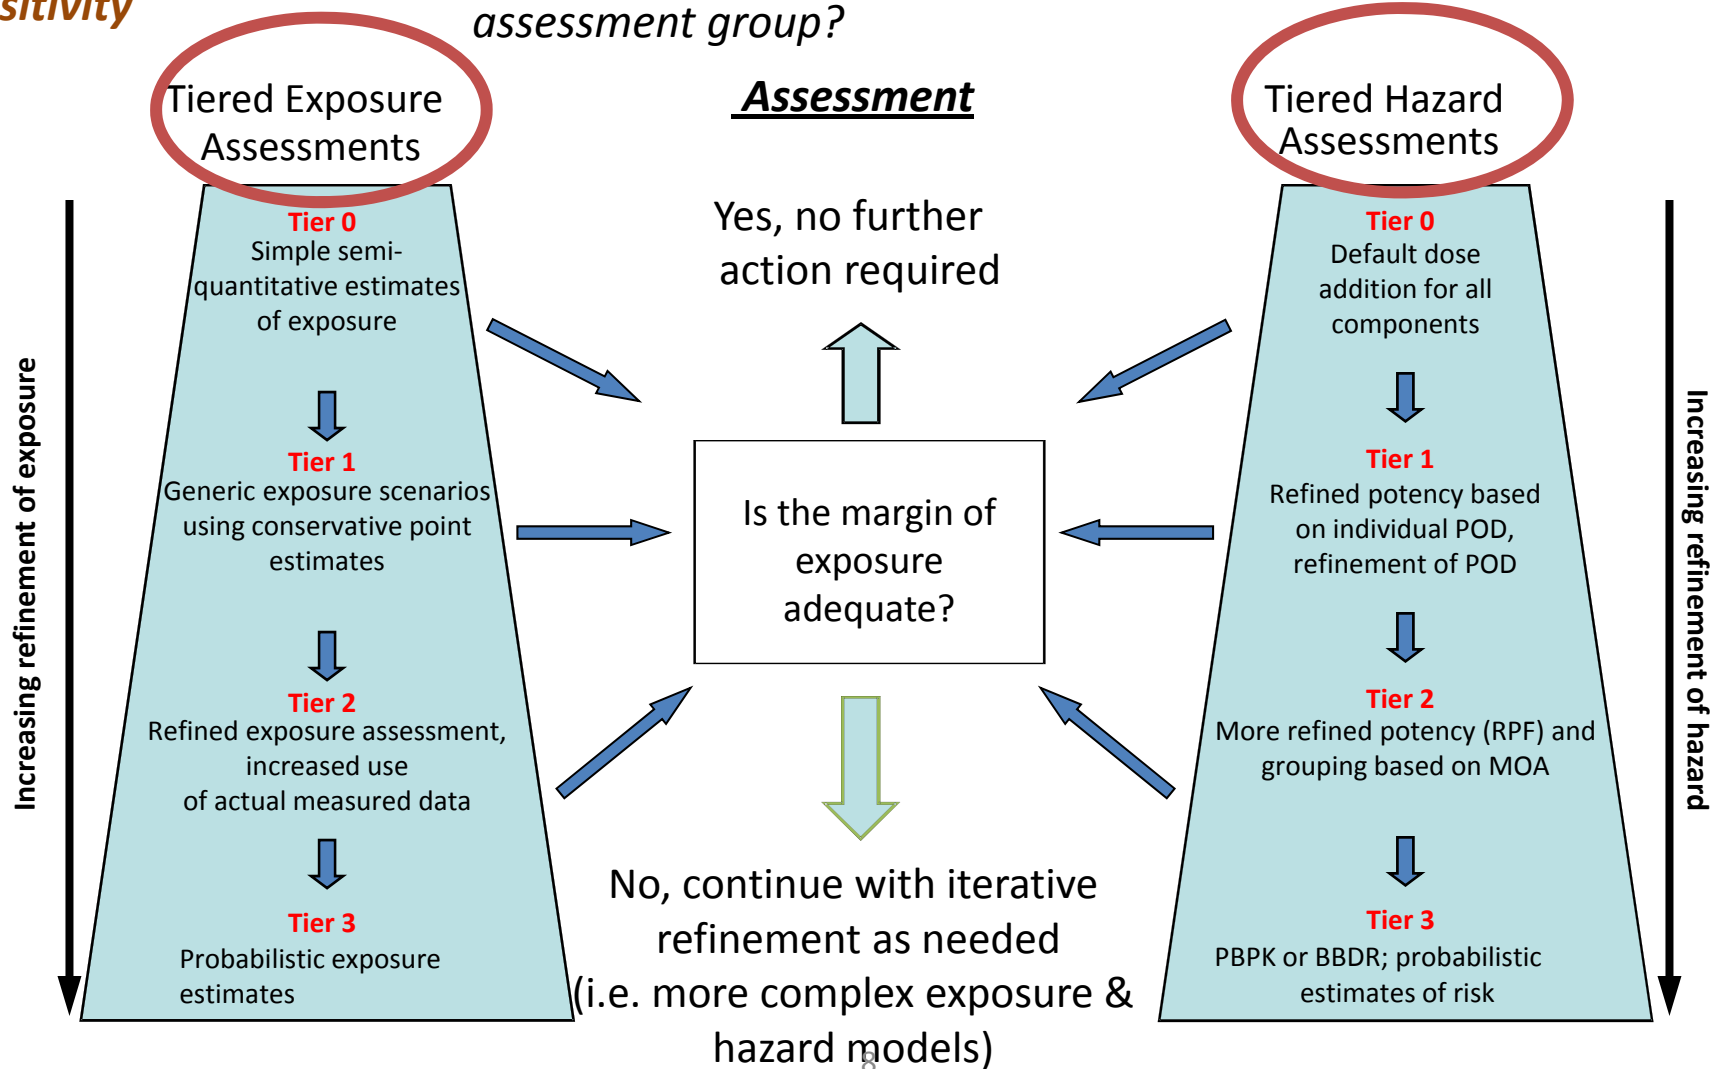 sitivity
assessment group?
Tiered Exposure
Assessments
Assessment
Tiered Hazard
Assessments
Increasing refinement of exposure
Tier 0
Simple semi-
quantitative estimates
of exposure
Tier 1
Generic exposure scenarios
using conservative point
estimates
Tier 2
Refined exposure assessment,
increased use
of actual measured data
Tier 3
Probabilistic exposure
estimates
Yes, no further
action required
Is the margin of
exposure
adequate?
No, continue with iterative
refinement as needed
(i.e. more complex exposure &
hazard models)
8
Tier 0
Default dose
addition for all
components
Tier 1
Refined potency based
on individual POD,
refinement of POD
Tier 2
More refined potency (RPF) and
grouping based on MOA
Tier 3
PBPK or BBDR; probabilistic
estimates of risk
Increasing refinement of hazard